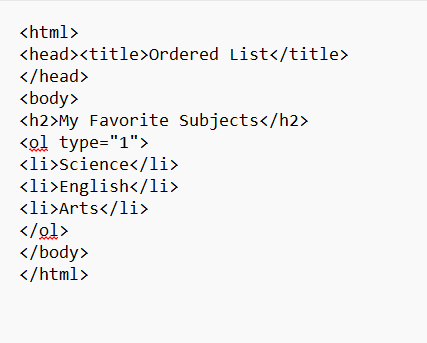 <html>
<head><title>Ordered List</title>
</head>
<body>
<h2>My Favorite Subjects</h2>
<ol type="1">
<li>Science</li>
<li>English</li>
<li>Arts</li>
</ol>
</body>
</html>